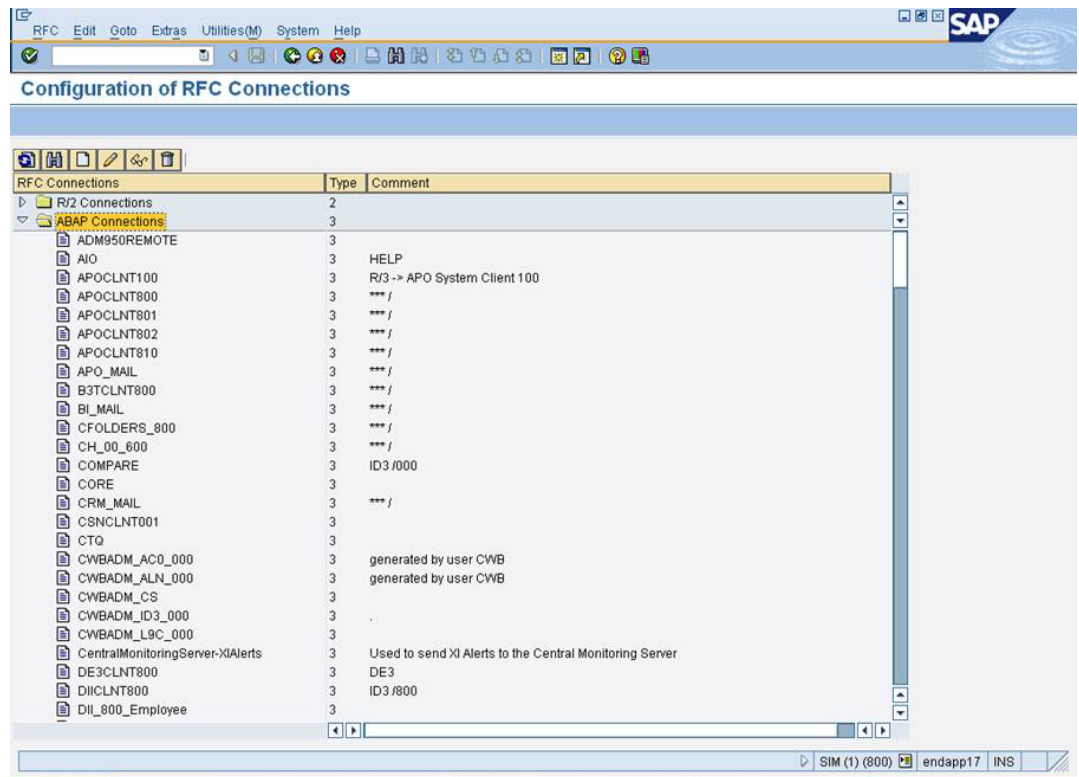 RFC Edit Goto Extras Utilities(M) System Help
SAP
Configuration of RFC Connections
RFC Connections Type Comment
R/2 Connections 2
ABAP Connections 3
ADM950REMOTE 3
AIO 3 HELP
APOCLNT100 3 R/3 -> APO System Client 100
APOCLNT800 3 *** /
APOCLNT801 3 *** /
APOCLNT802 3 *** /
APOCLNT810 3 *** /
APO_MAIL 3 *** /
B3TCLNT800 3 *** /
BI_MAIL 3 *** /
CFOLDERS_800 3 *** /
CH_00_600 3 *** /
COMPARE 3 ID3 /000
CORE 3
CRM_MAIL 3 *** /
CSNCLNT001 3
CTQ 3
CWBADM_AC0_000 3 generated by user CWB
CWBADM_ALN_000 3 generated by user CWB
CWBADM_CS 3
CWBADM_ID3_000 3 .
CWBADM_L9C_000 3
CentralMonitoringServer-XIAlerts 3 Used to send XI Alerts to the Central Monitoring Server
DE3CLNT800 3 DE3
DIICLNT800 3 ID3 /800
DII_800_Employee 3
SIM (1) (800) endapp17 INS